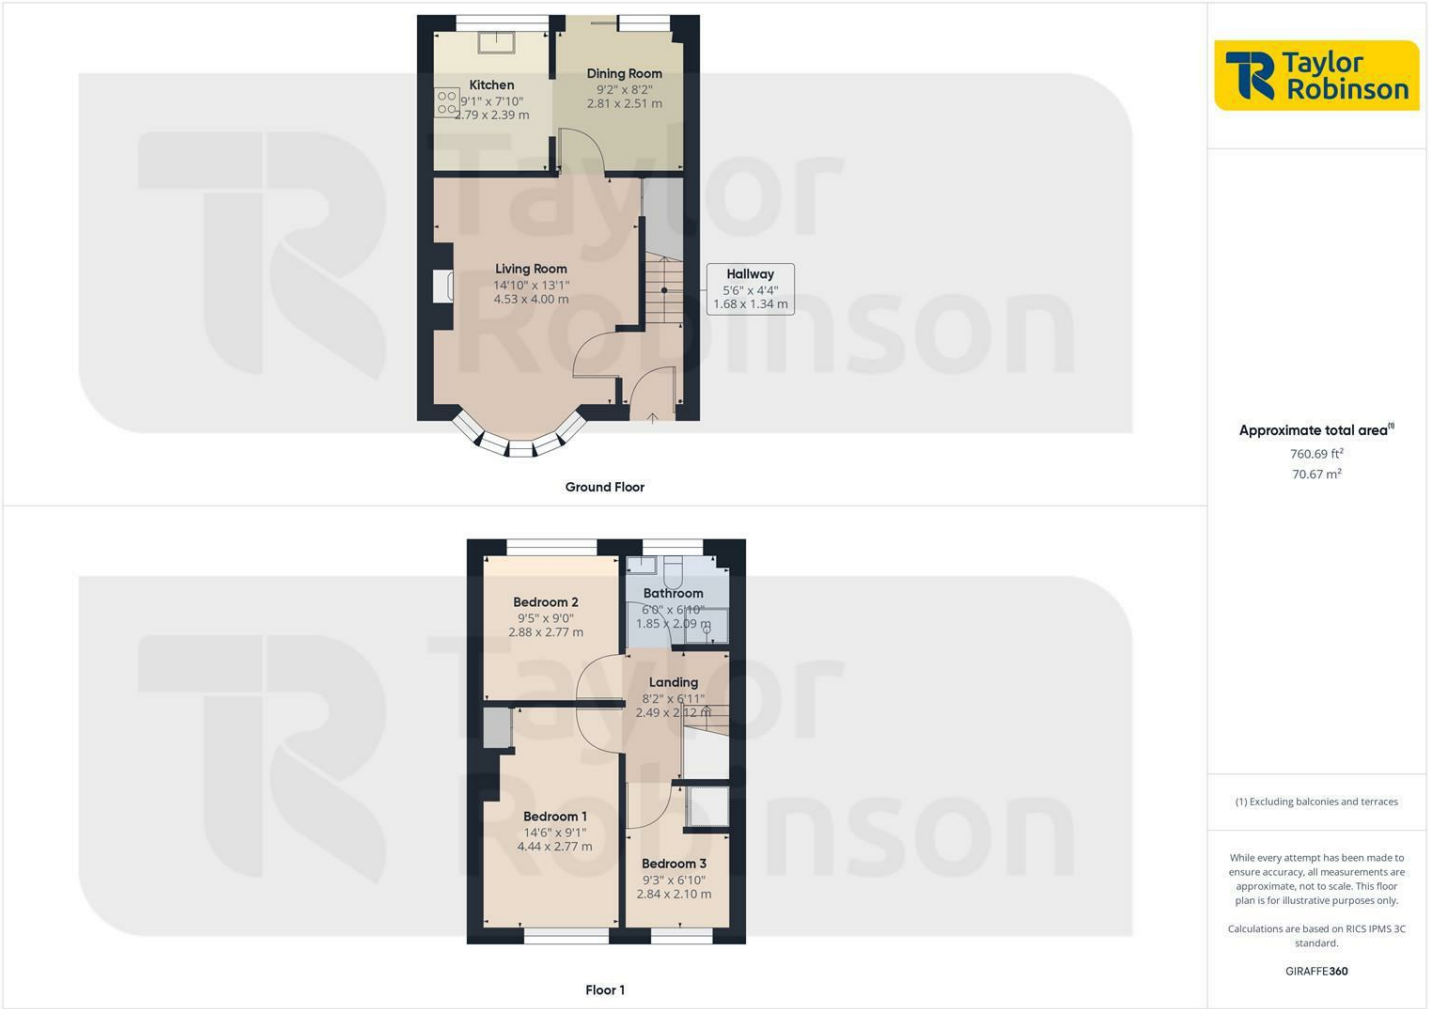 Kitchen
9'1" x 7'10"
2.79 x 2.39 m
Dining Room
9'2" x 8'2"
2.81 x 2.51 m
Living Room
14'10" x 13'1"
4.53 x 4.00 m
Hallway
5'6" x 4'4"
1.68 x 1.34 m
Taylor
Robinson
Ground Floor
Bedroom 2
9'5" x 9'0"
2.88 x 2.77 m
Bathroom
6'0" x 6'10"
1.85 x 2.09 m
Landing
8'2" x 6'11"
2.49 x 2.12 m
Bedroom 1
14'6" x 9'1"
4.44 x 2.77 m
Bedroom 3
9'3" x 6'10"
2.84 x 2.10 m
Taylor
Robinson
Floor 1
Taylor
Robinson
Approximate total area(1)
760.69 ft²
70.67 m²
(1) Excluding balconies and terraces
While every attempt has been made to
ensure accuracy, all measurements are
approximate, not to scale. This floor
plan is for illustrative purposes only.
Calculations are based on RICS IPMS 3C
standard.
GIRAFFE360